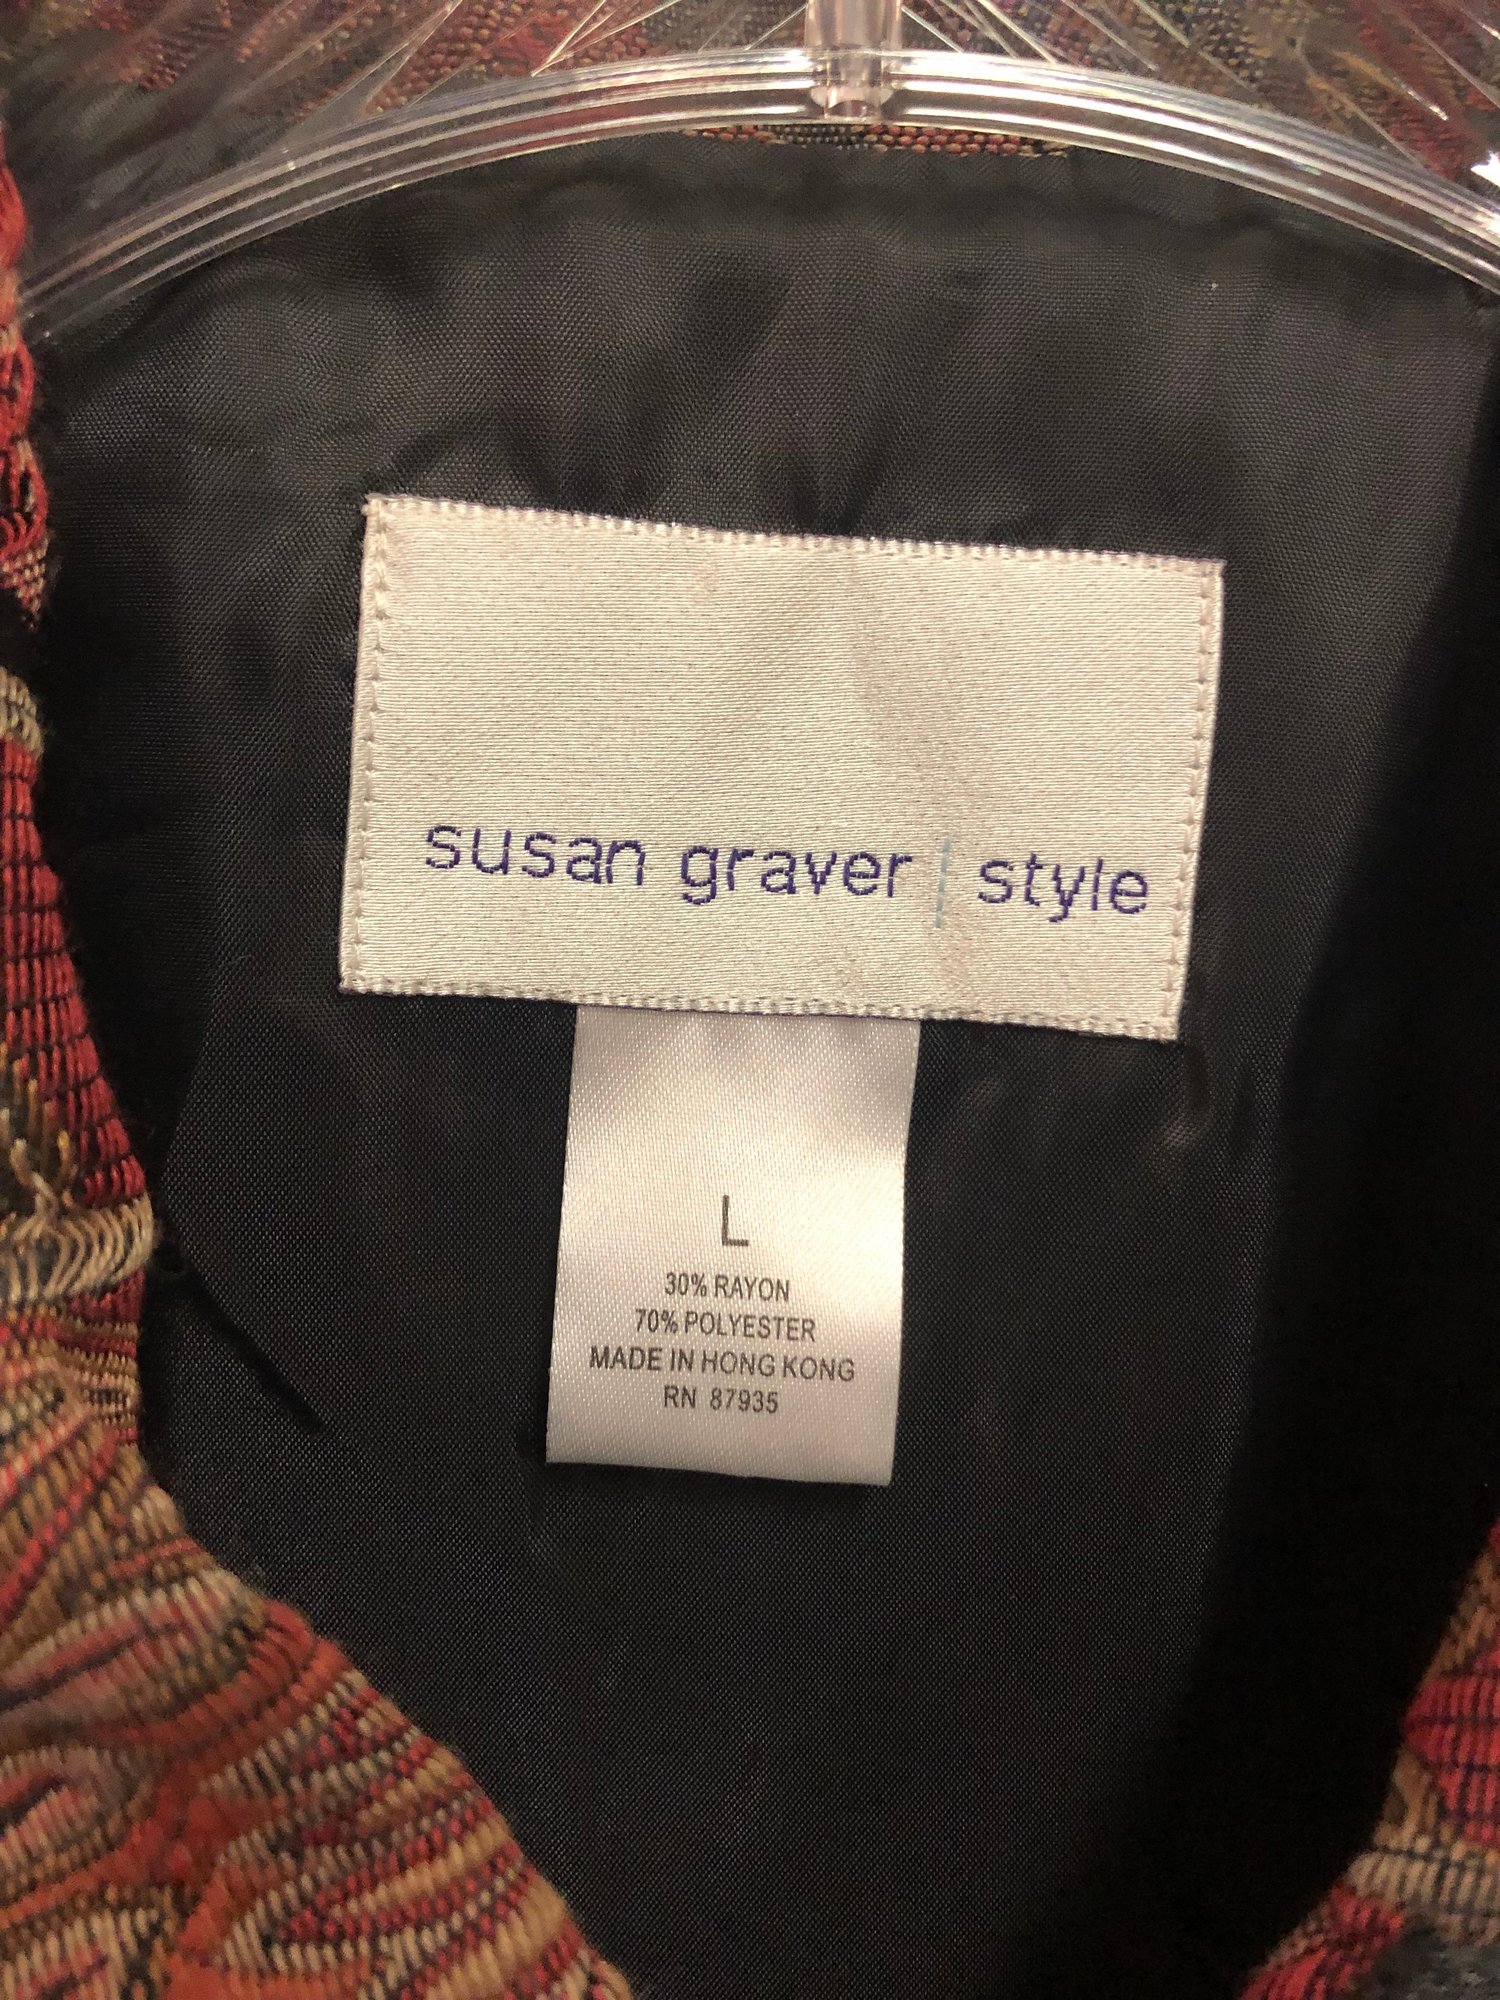 susan graver | style
L
30% RAYON
70% POLYESTER
MADE IN HONG KONG
RN 87935